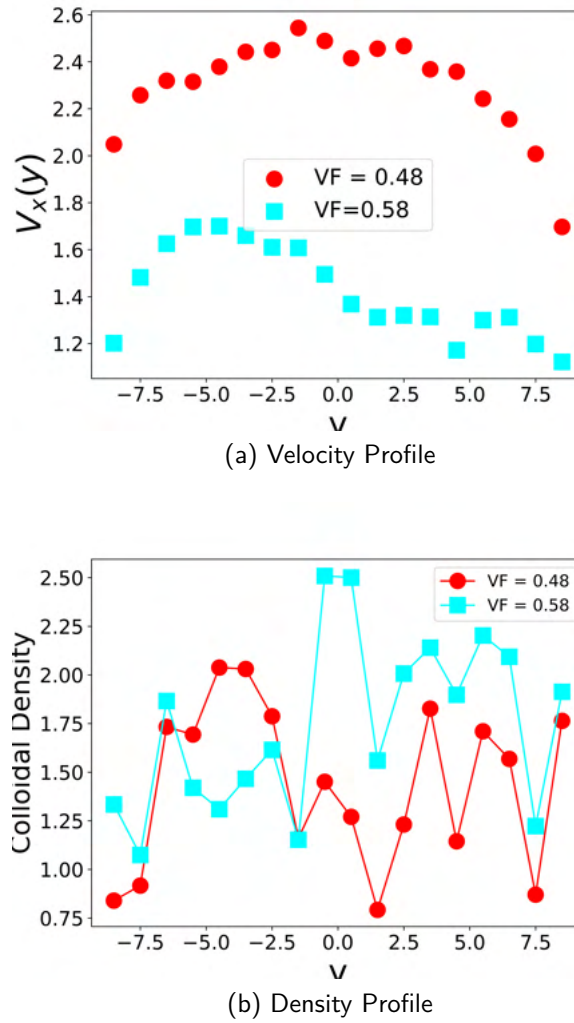 2.6
2.4
2.2
2.0
1.8
1.6
1.4
1.2
V_x(y)
VF = 0.48
VF=0.58
−7.5 −5.0 −2.5 0.0 2.5 5.0 7.5
(a) Velocity Profile
2.50
2.25
2.00
1.75
1.50
1.25
1.00
0.75
Colloidal Density
VF = 0.48
VF = 0.58
−7.5 −5.0 −2.5 0.0 2.5 5.0 7.5
(b) Density Profile